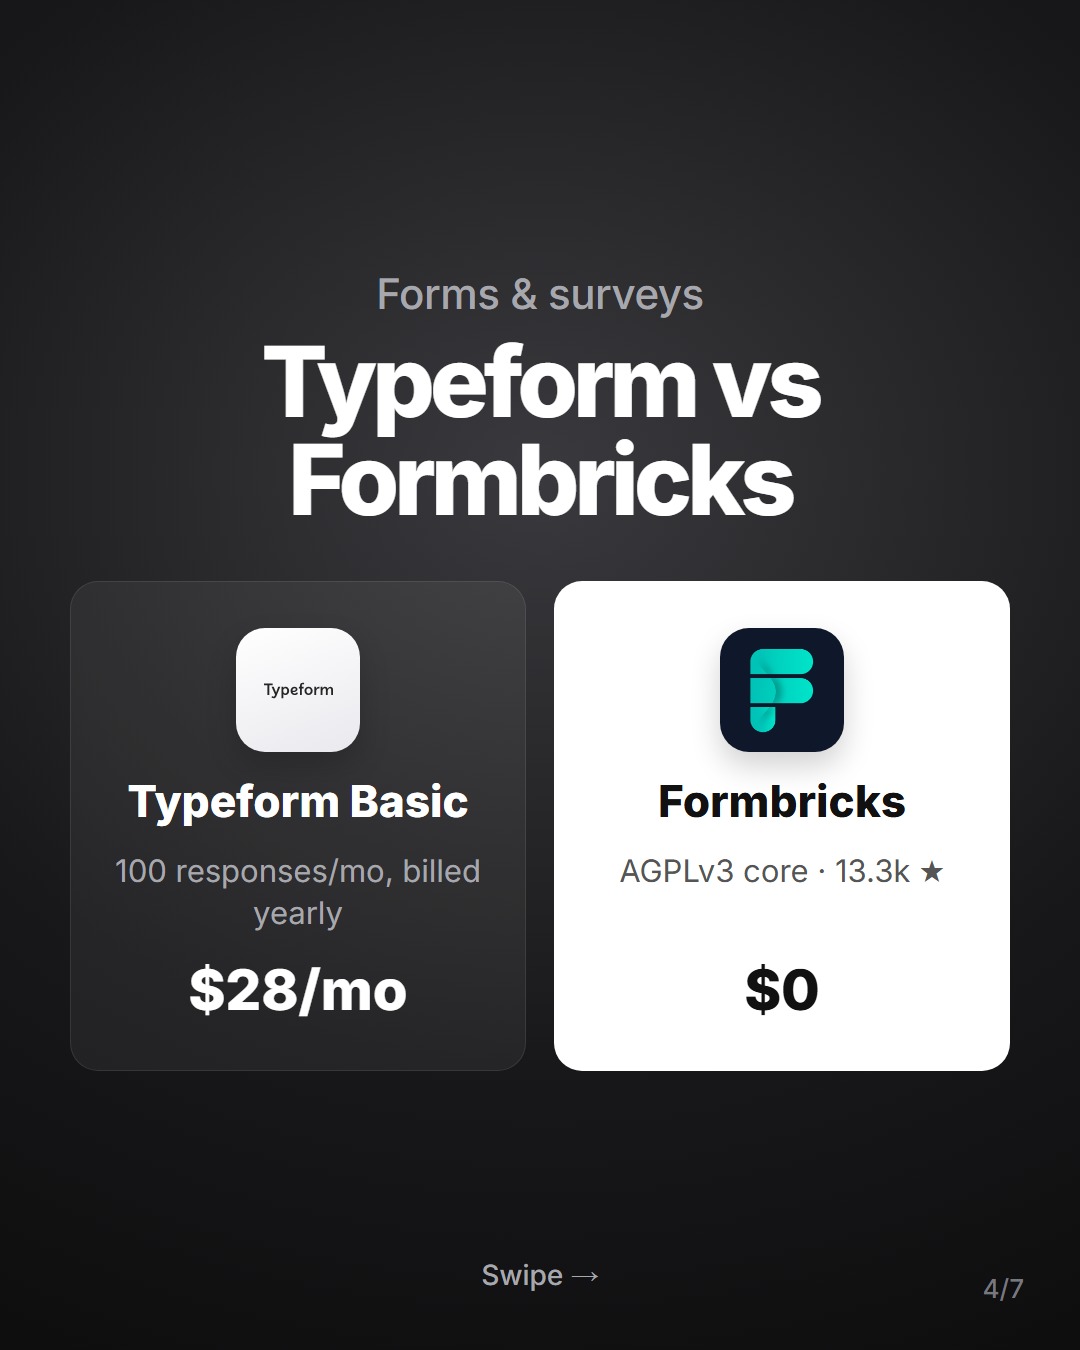 Forms & surveys
Typeform vs
Formbricks
Typeform
Typeform Basic
100 responses/mo, billed
yearly
$28/mo
Formbricks
AGPLv3 core · 13.3k ★
$0
Swipe →
4/7